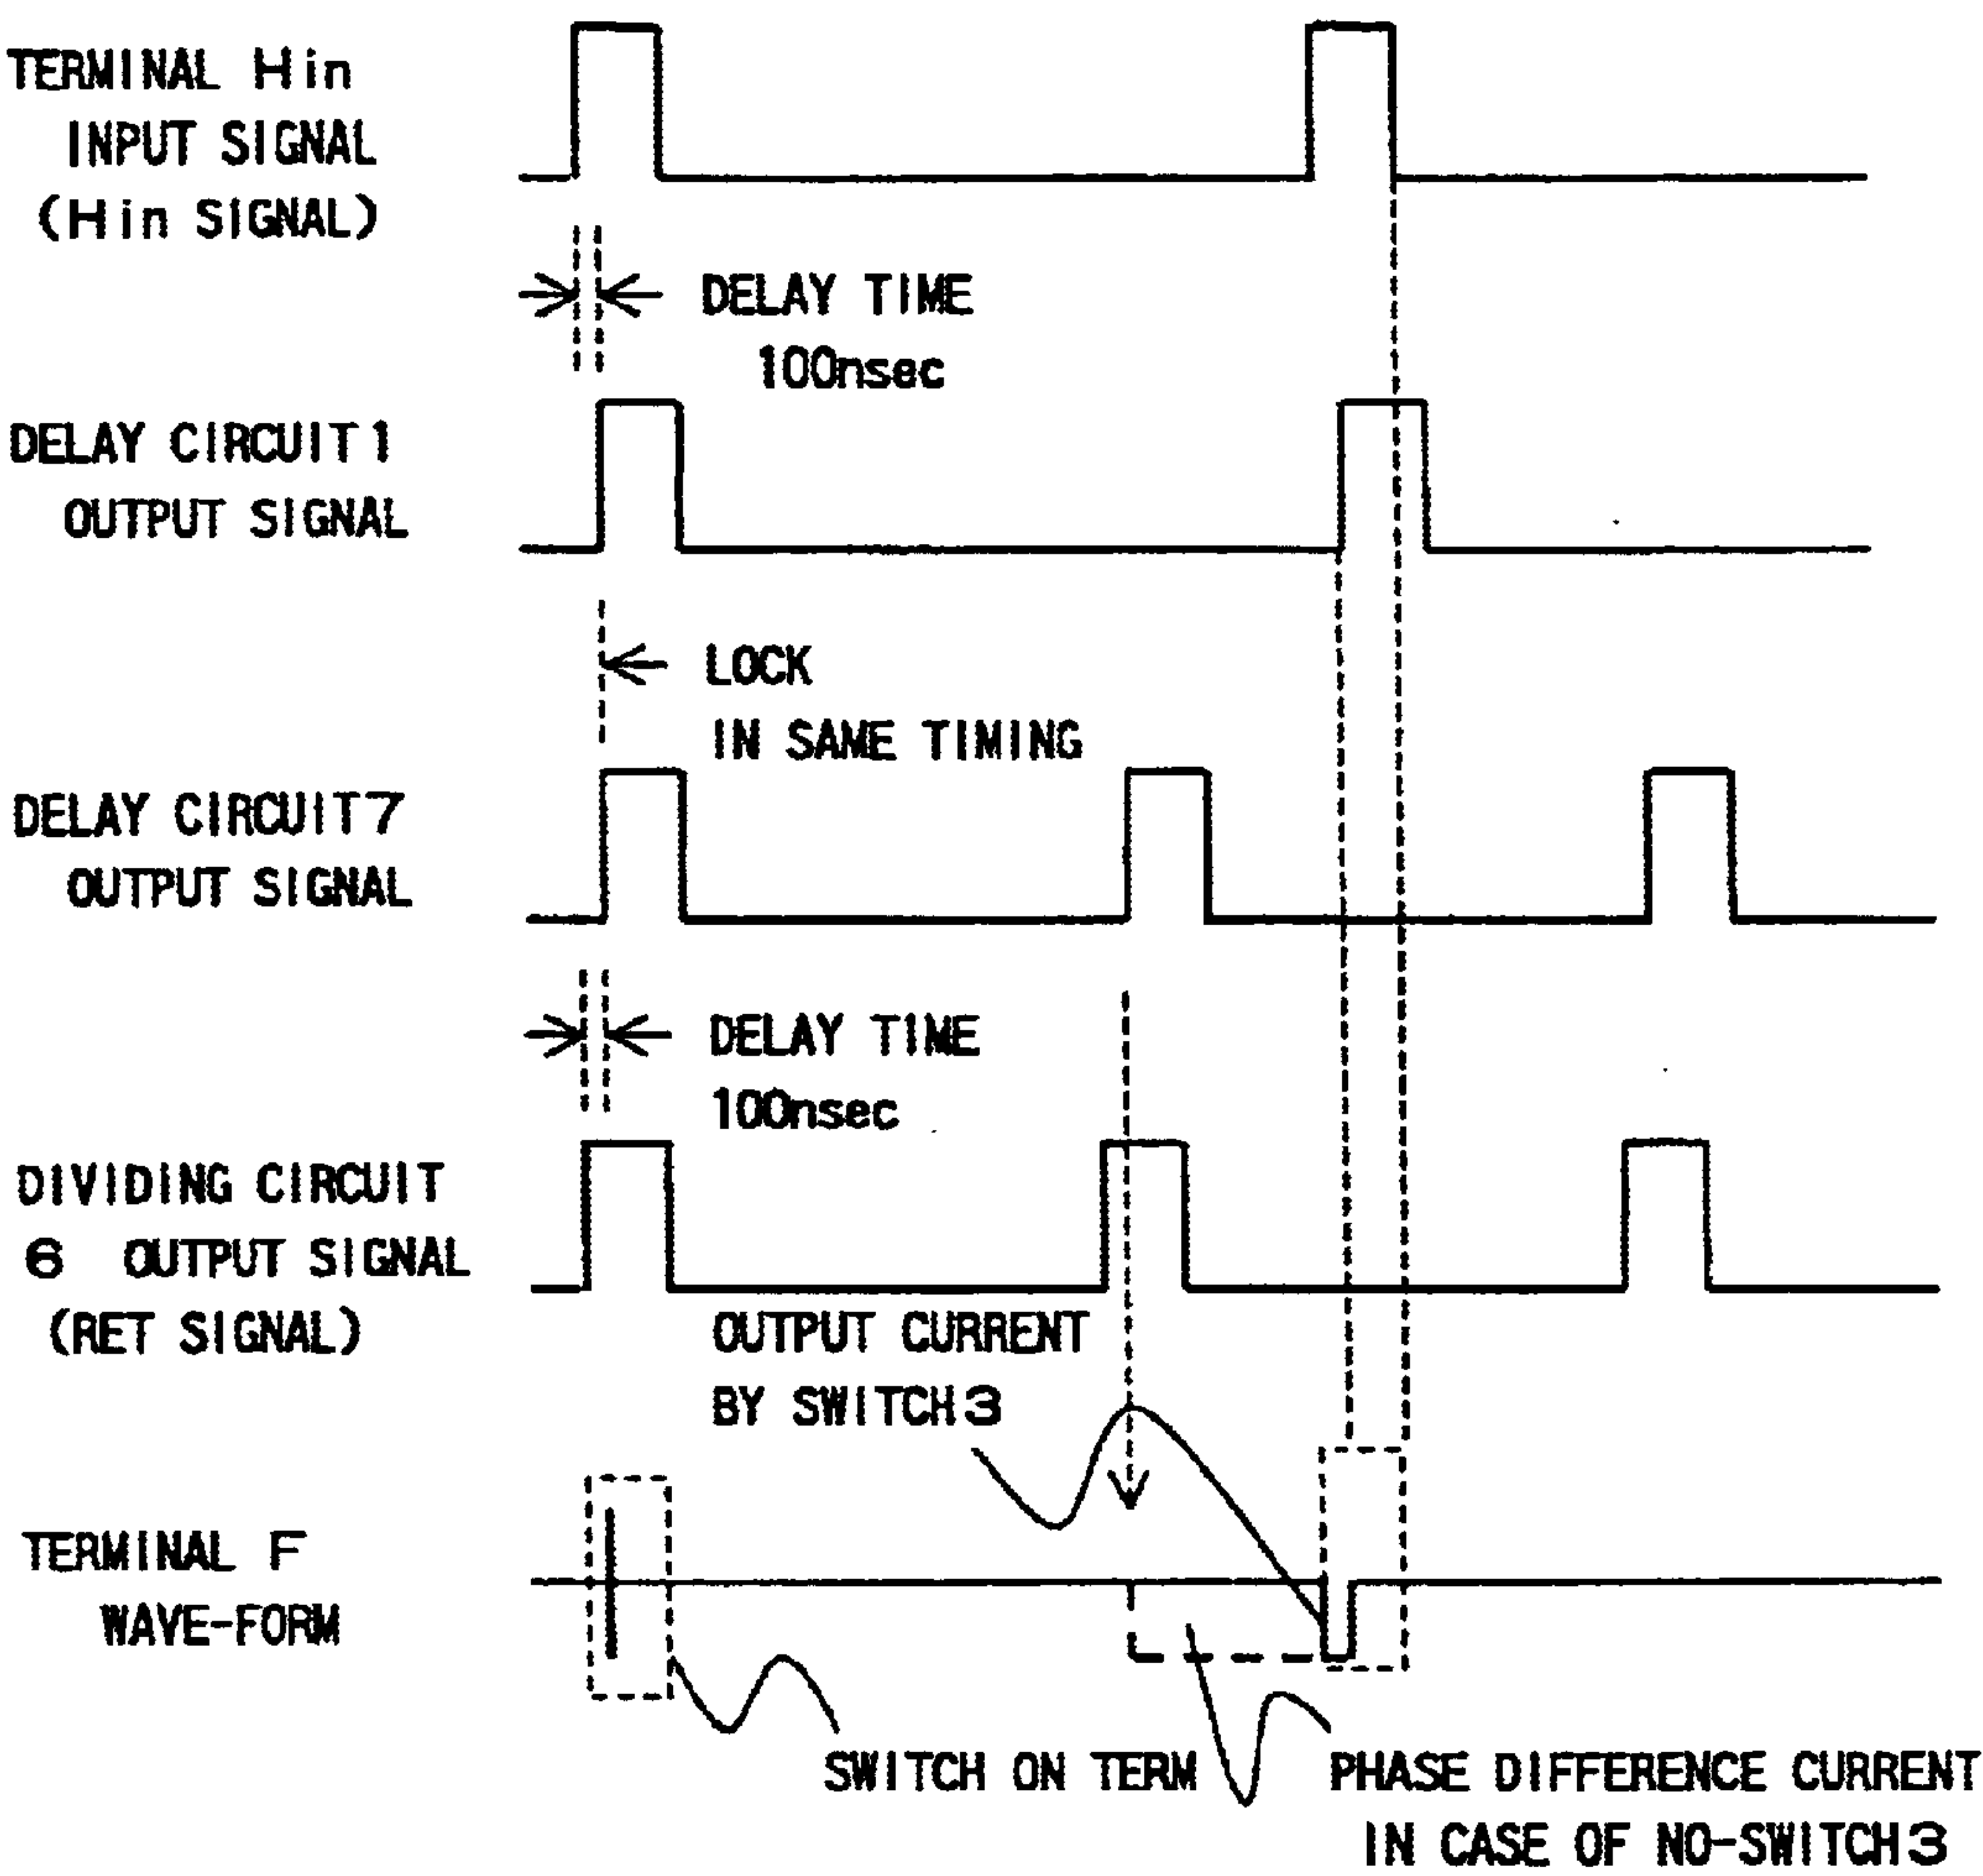 TERMINAL Hin
INPUT SIGNAL
(Hin SIGNAL)
DELAY TIME
100nsec
DELAY CIRCUIT1
OUTPUT SIGNAL
LOCK
IN SAME TIMING
DELAY CIRCUIT7
OUTPUT SIGNAL
DELAY TIME
100nsec
DIVIDING CIRCUIT
6 OUTPUT SIGNAL
(RET SIGNAL)
OUTPUT CURRENT
BY SWITCH3
TERMINAL F
WAVE-FORM
SWITCH ON TERM
PHASE DIFFERENCE CURRENT
IN CASE OF NO-SWITCH3